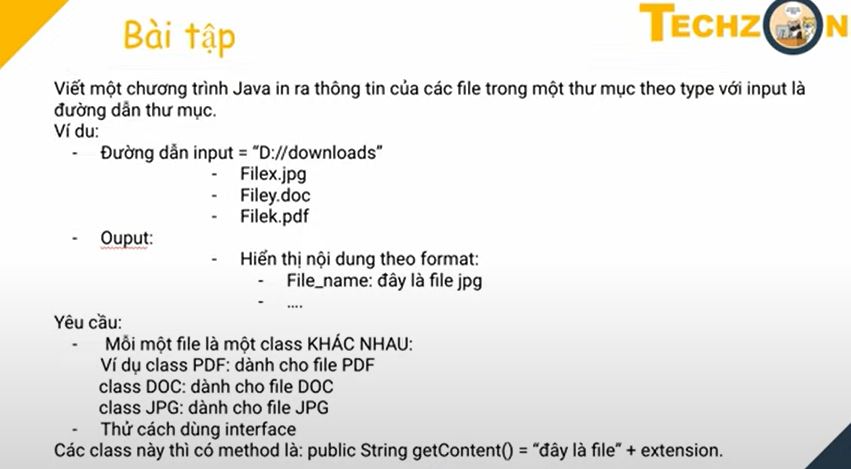 Bài tập
TECHZ N
Viết một chương trình Java in ra thông tin của các file trong một thư mục theo type với input là
đường dẫn thư mục.
Ví du:
- Đường dẫn input = “D://downloads”
- Filex.jpg
- Filey.doc
- Filek.pdf
- Ouput:
- Hiển thị nội dung theo format:
- File_name: đây là file jpg
- ....
Yêu cầu:
- Mỗi một file là một class KHÁC NHAU:
Ví dụ class PDF: dành cho file PDF
class DOC: dành cho file DOC
class JPG: dành cho file JPG
- Thử cách dùng interface
Các class này thì có method là: public String getContent() = “đây là file” + extension.